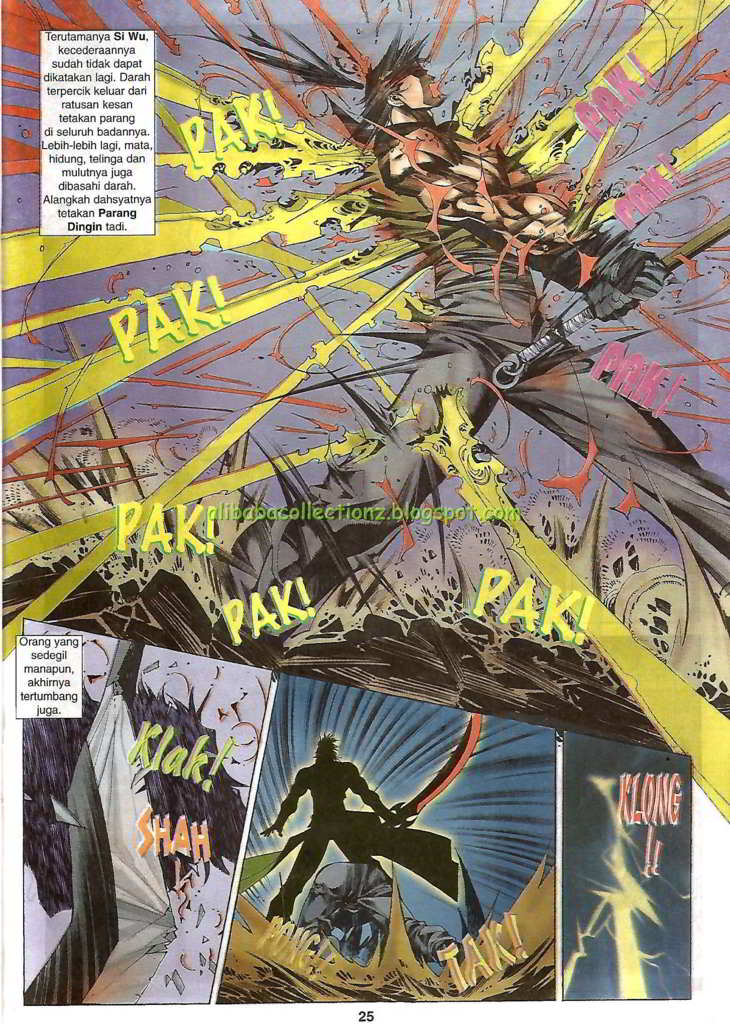 Terutamanya Si Wu,
kecederaannya
sudah tidak dapat
dikatakan lagi. Darah
terpercik keluar dari
ratusan kesan
tetakan parang
di seluruh badannya.
Lebih-lebih lagi, mata,
hidung, telinga dan
mulutnya juga
dibasahi darah.
Alangkah dahsyatnya
tetakan Parang
Dingin tadi.
PAK!
PAK!
PAK!
PAK!
PAK!
PAK!
alibabacollectionz.blogspot.com
PAK!
PAK!
Orang yang
sedegil
manapun,
akhirnya
tertumbang
juga.
Klak!
SHAH
TAK!
KLONG
!!
25